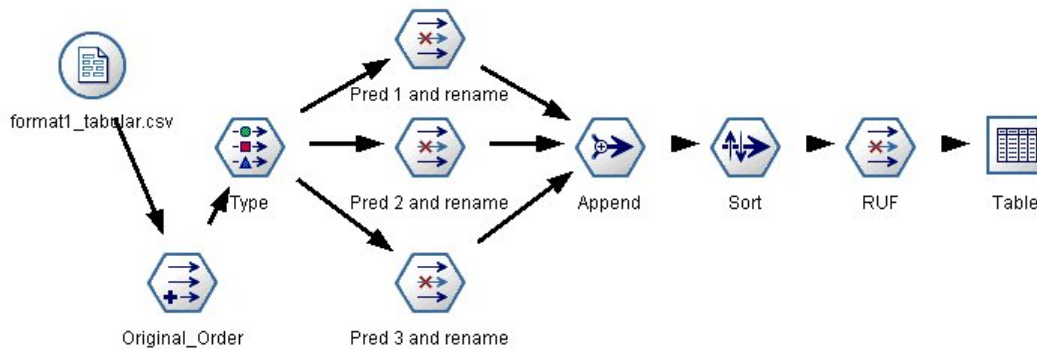 format1_tabular.csv
Original_Order
Type
Pred 1 and rename
Pred 2 and rename
Pred 3 and rename
Append
Sort
RUF
Table